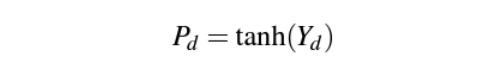 P_d = tanh(Y_d)